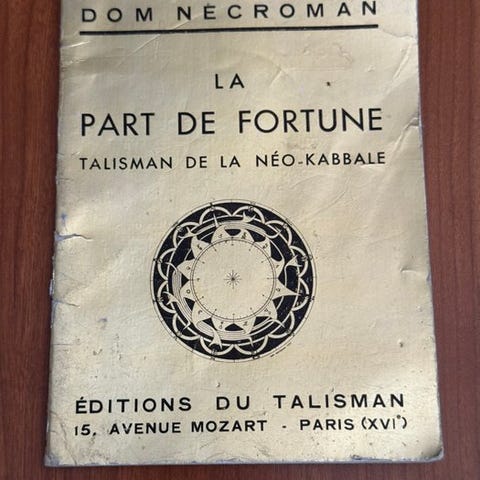 DOM NÉCROMAN
LA
PART DE FORTUNE
TALISMAN DE LA NÉO-KABBALE
ÉDITIONS DU TALISMAN
15, AVENUE MOZART - PARIS (XVIᵉ)